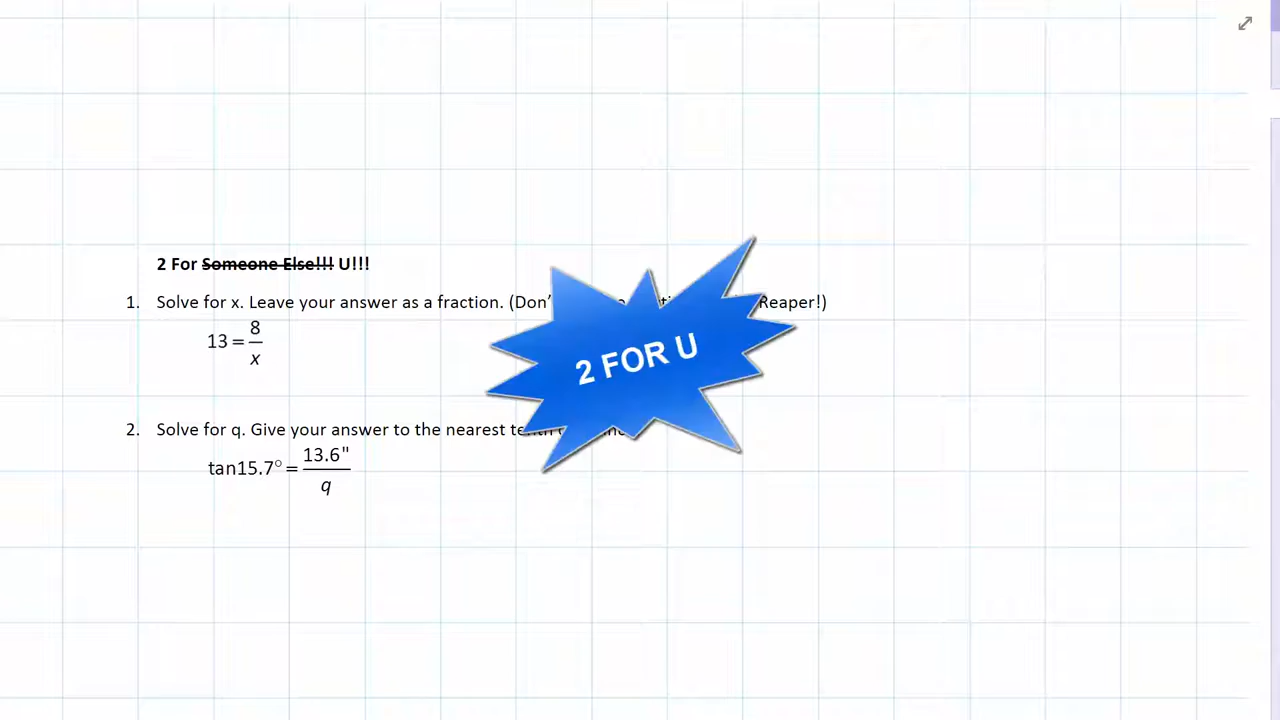 2 For Someone Else!!! U!!!
1. Solve for x. Leave your answer as a fraction. (Don’ Reaper!)
13 = 8/x
2 FOR U
2. Solve for q. Give your answer to the nearest
tan15.7° = 13.6"/q